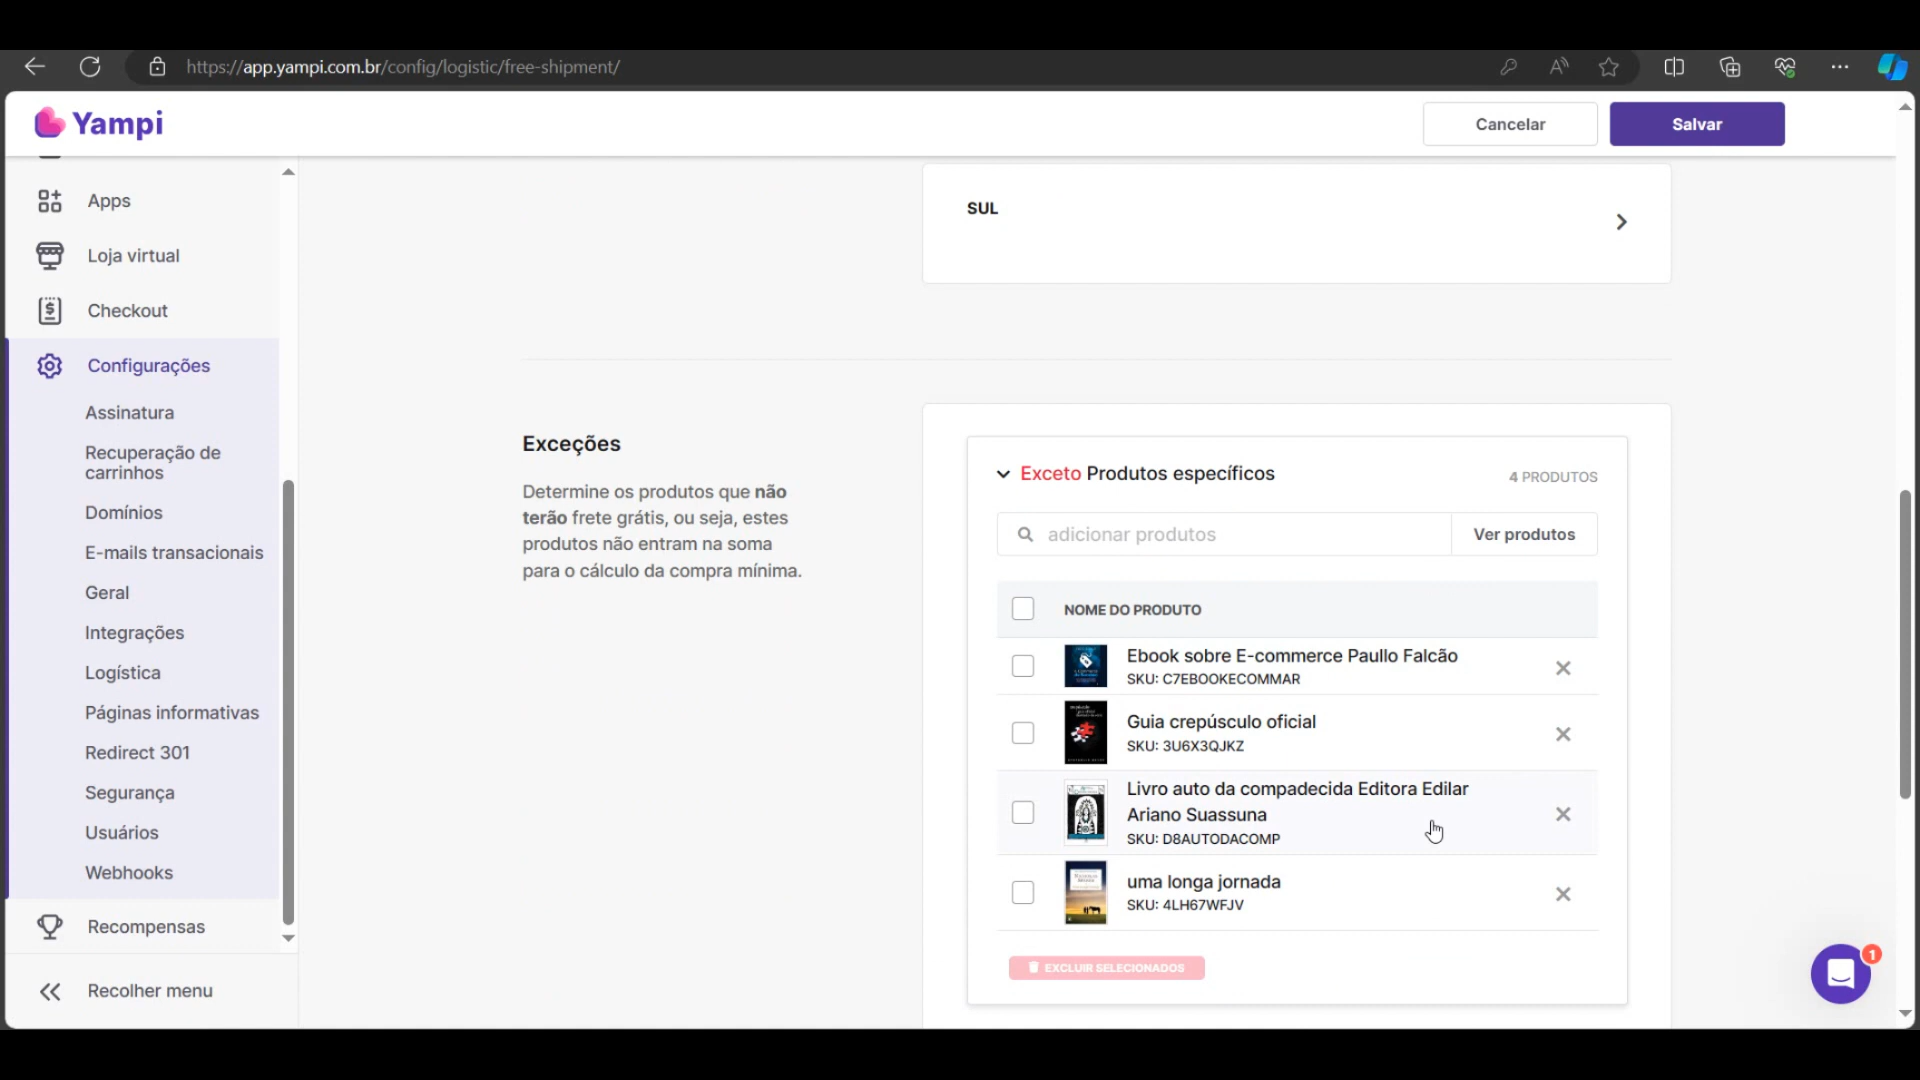 https://app.yampi.com.br/config/logistic/free-shipment/
Yampi
Cancelar
Salvar
Apps
Loja virtual
Checkout
Configurações
Assinatura
Recuperação de
carrinhos
Domínios
E-mails transacionais
Geral
Integrações
Logística
Páginas informativas
Redirect 301
Segurança
Usuários
Webhooks
Recompensas
Recolher menu
SUL
Exceções
Determine os produtos que não
terão frete grátis, ou seja, estes
produtos não entram na soma
para o cálculo da compra mínima.
Exceto Produtos específicos
4 PRODUTOS
adicionar produtos
Ver produtos
NOME DO PRODUTO
Ebook sobre E-commerce Paullo Falcão
SKU: C7EBOOKECOMMAR
Guia crepúsculo oficial
SKU: 3U6X3QJKZ
Livro auto da compadecida Editora Edilar
Ariano Suassuna
SKU: D8AUTODACOMP
uma longa jornada
SKU: 4LH67WFJV
EXCLUIR SELECIONADOS
1